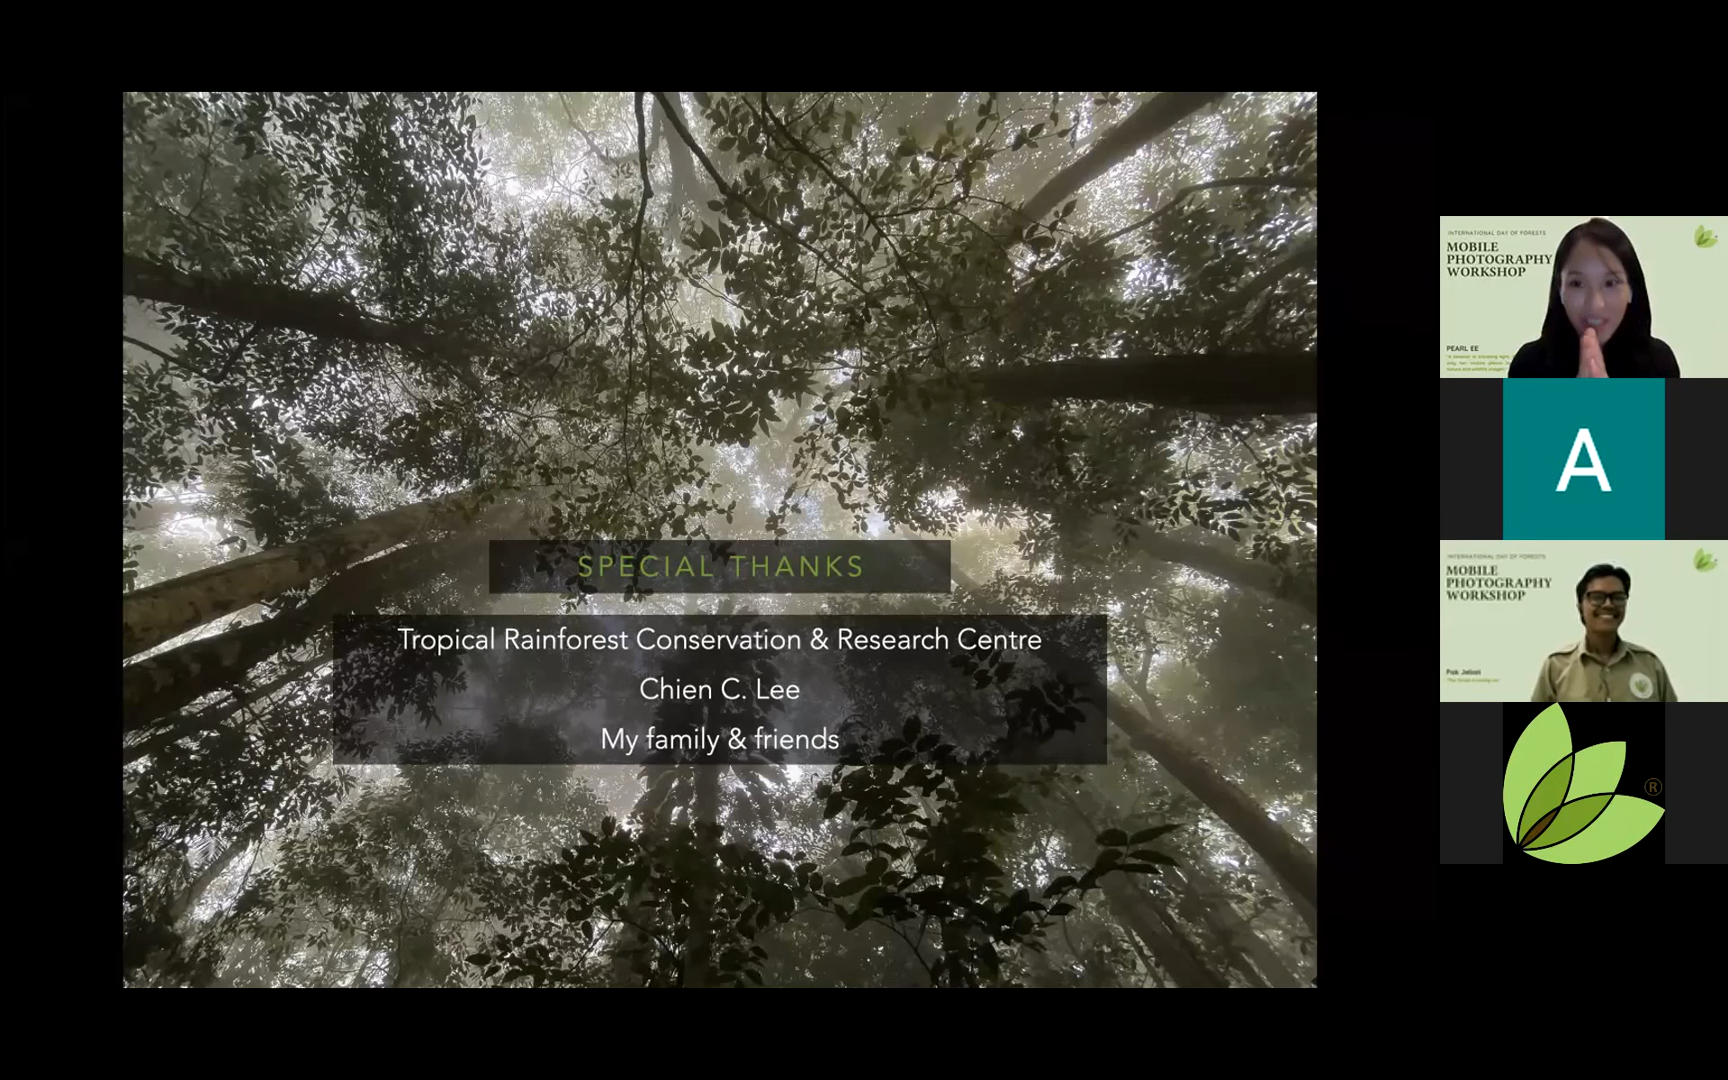 SPECIAL THANKS
Tropical Rainforest Conservation & Research Centre
Chien C. Lee
My family & friends
INTERNATIONAL DAY OF FORESTS
MOBILE
PHOTOGRAPHY
WORKSHOP
PEARL EE
A
INTERNATIONAL DAY OF FORESTS
MOBILE
PHOTOGRAPHY
WORKSHOP
®